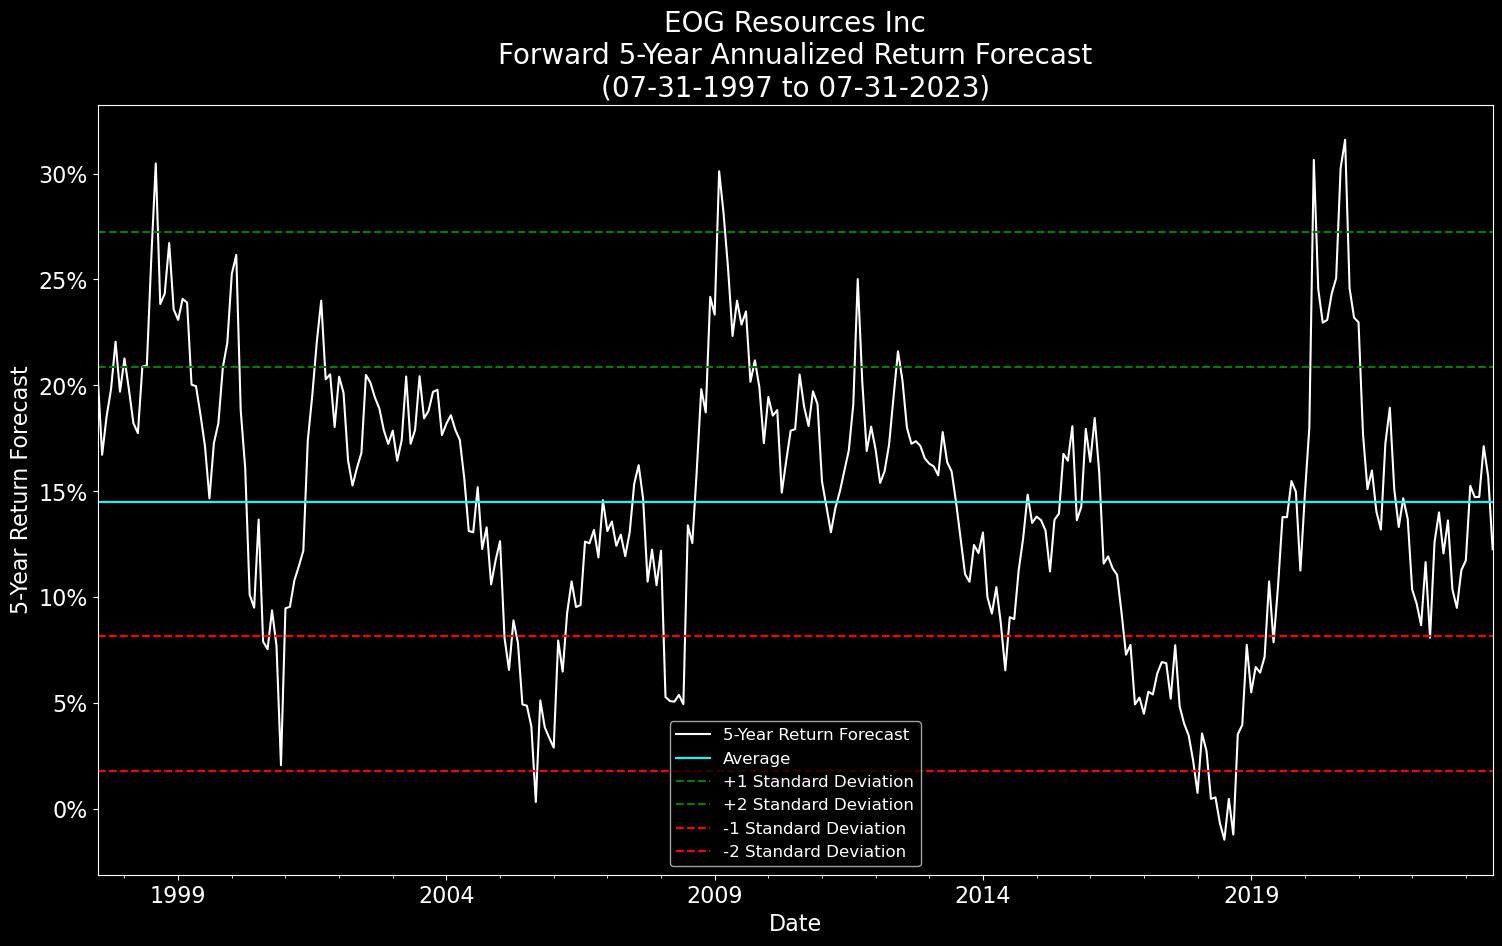 EOG Resources Inc
Forward 5-Year Annualized Return Forecast
(07-31-1997 to 07-31-2023)
5-Year Return Forecast
30%
25%
20%
15%
10%
5%
0%
5-Year Return Forecast
Average
+1 Standard Deviation
+2 Standard Deviation
-1 Standard Deviation
-2 Standard Deviation
1999 2004 2009 2014 2019
Date